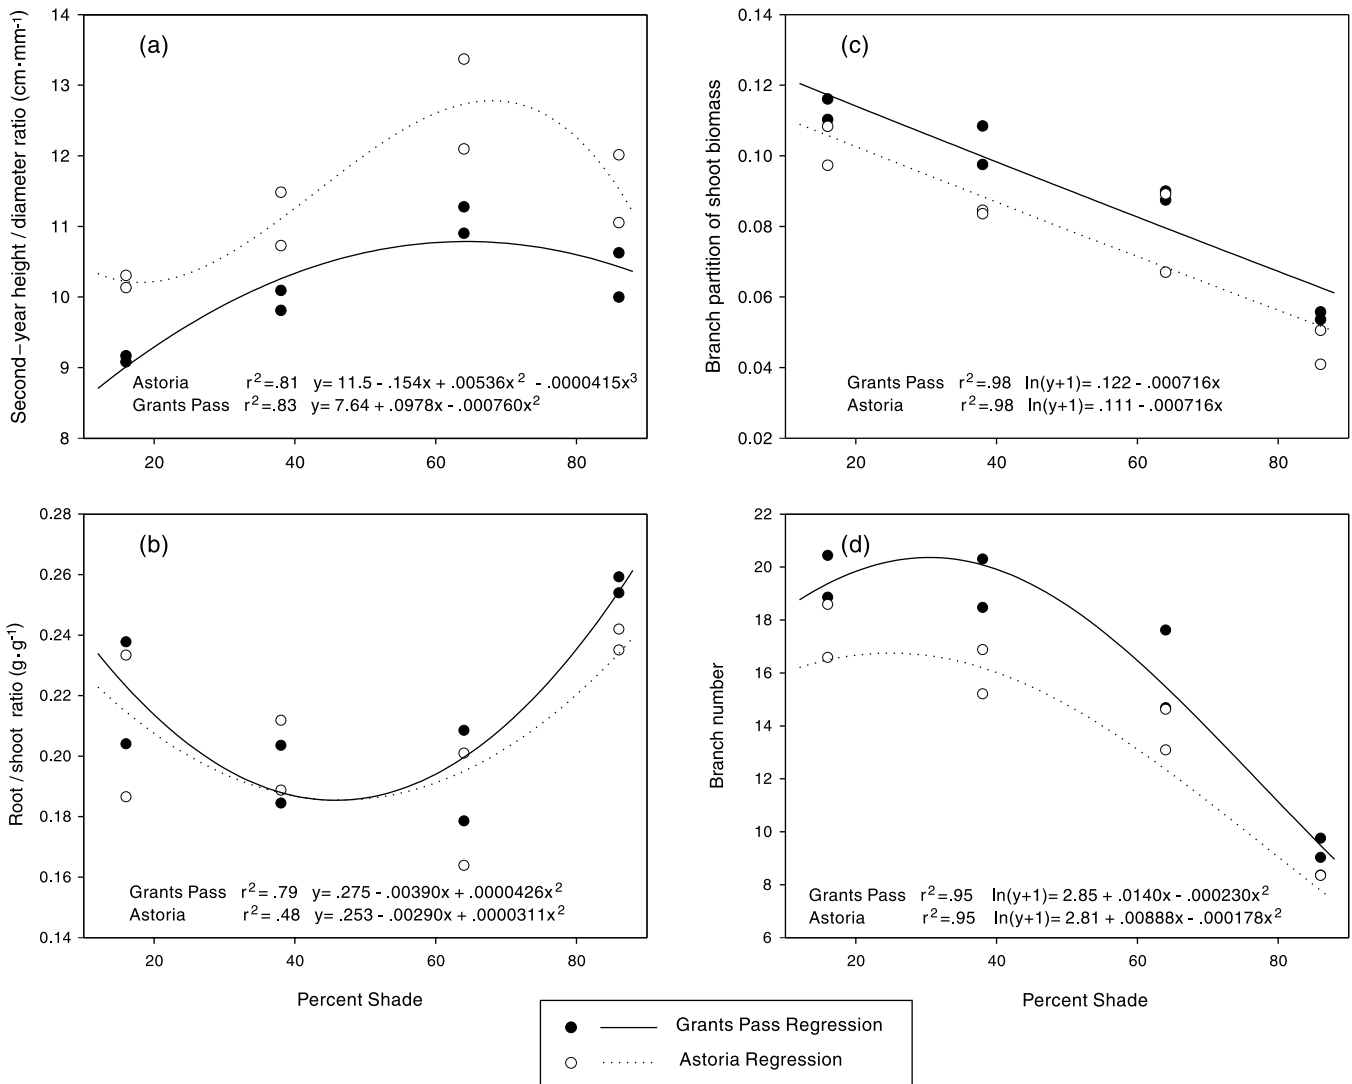 (a)
Second–year height / diameter ratio (cm·mm⁻¹)
14
13
12
11
10
9
8
Astoria r²=.81 y= 11.5 - .154x + .00536x² - .0000415x³
Grants Pass r²=.83 y= 7.64 + .0978x - .000760x²
20 40 60 80
(c)
Branch partition of shoot biomass
0.14
0.12
0.10
0.08
0.06
0.04
0.02
Grants Pass r²=.98 ln(y+1)= .122 - .000716x
Astoria r²=.98 ln(y+1)= .111 - .000716x
20 40 60 80
(b)
Root / shoot ratio (g·g⁻¹)
0.28
0.26
0.24
0.22
0.20
0.18
0.16
0.14
Grants Pass r²=.79 y= .275 - .00390x + .0000426x²
Astoria r²=.48 y= .253 - .00290x + .0000311x²
20 40 60 80
Percent Shade
(d)
Branch number
22
20
18
16
14
12
10
8
6
Grants Pass r²=.95 ln(y+1)= 2.85 + .0140x - .000230x²
Astoria r²=.95 ln(y+1)= 2.81 + .00888x - .000178x²
20 40 60 80
Percent Shade
Grants Pass Regression
Astoria Regression